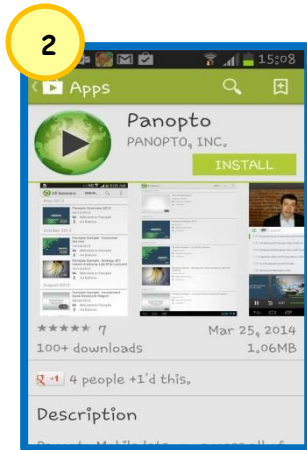 2
15:08
Apps
Panopto
PANOPTO, INC.
INSTALL
7
Mar 25, 2014
100+ downloads
1.06MB
+1 4 people +1'd this.
Description